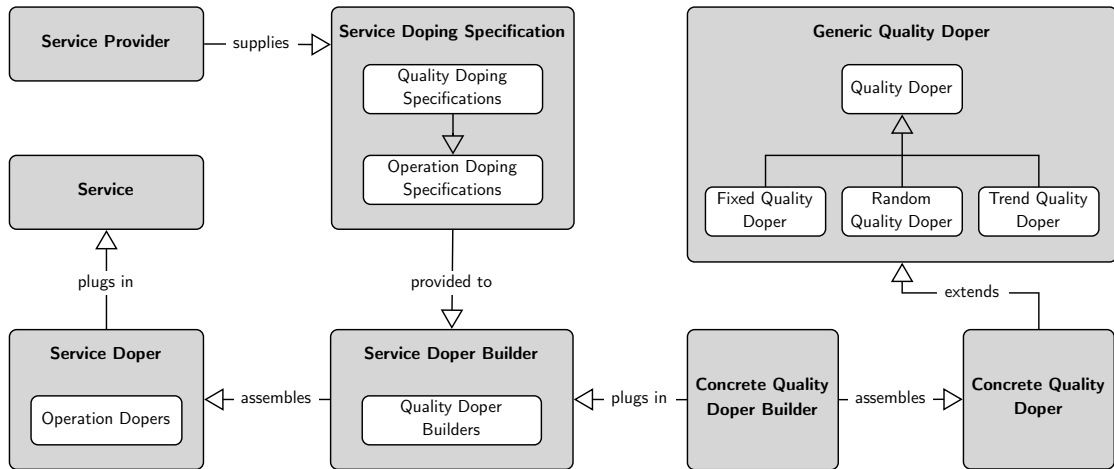 Service Provider
supplies
Service Doping Specification
Quality Doping
Specifications
Operation Doping
Specifications
Generic Quality Doper
Quality Doper
Fixed Quality
Doper
Random
Quality Doper
Trend Quality
Doper
Service
plugs in
provided to
extends
Service Doper
Operation Dopers
assembles
Service Doper Builder
Quality Doper
Builders
plugs in
Concrete Quality
Doper Builder
assembles
Concrete Quality
Doper